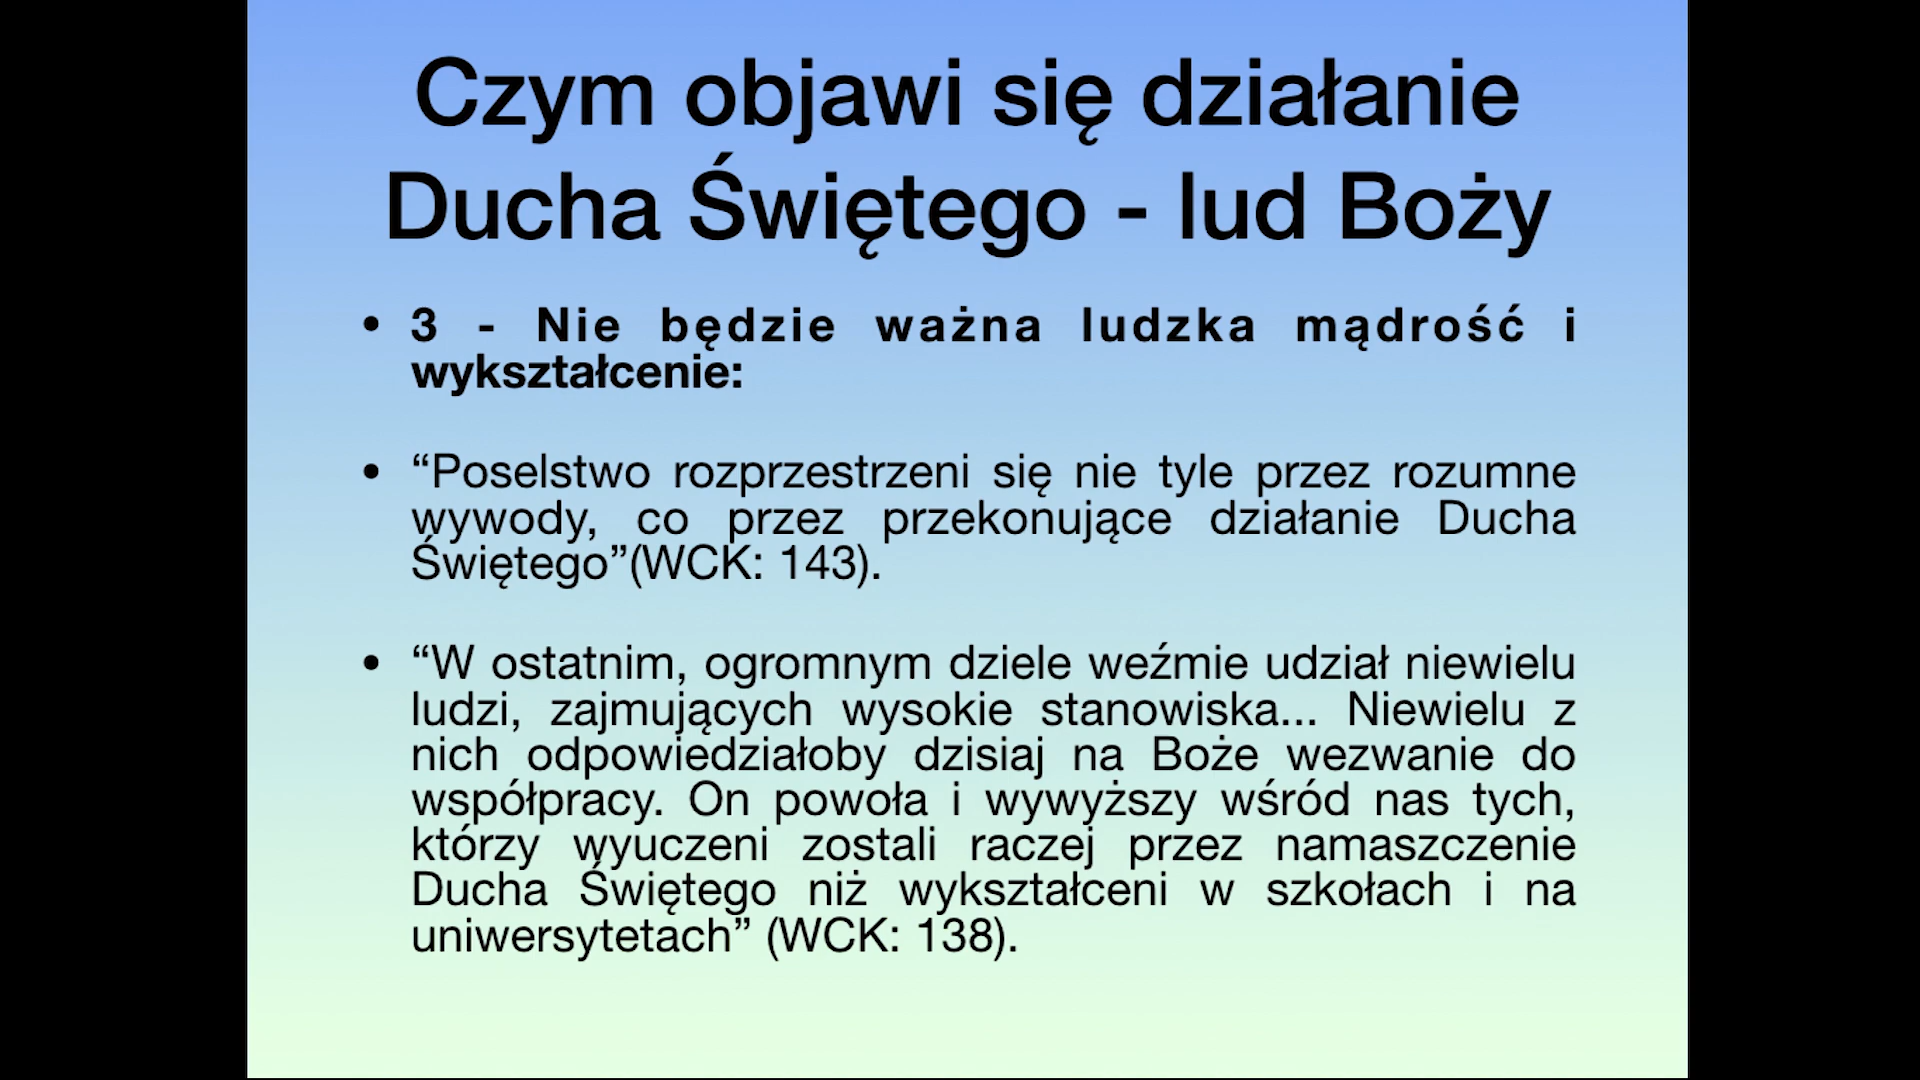 Czym objawi się działanie
Ducha Świętego - lud Boży
• 3 - Nie będzie ważna ludzka mądrość i
wykształcenie:
• “Poselstwo rozprzestrzeni się nie tyle przez rozumne
wywody, co przez przekonujące działanie Ducha
Świętego”(WCK: 143).
• “W ostatnim, ogromnym dziele weźmie udział niewielu
ludzi, zajmujących wysokie stanowiska... Niewielu z
nich odpowiedziałoby dzisiaj na Boże wezwanie do
współpracy. On powoła i wywyższy wśród nas tych,
którzy wyuczeni zostali raczej przez namaszczenie
Ducha Świętego niż wykształceni w szkołach i na
uniwersytetach” (WCK: 138).